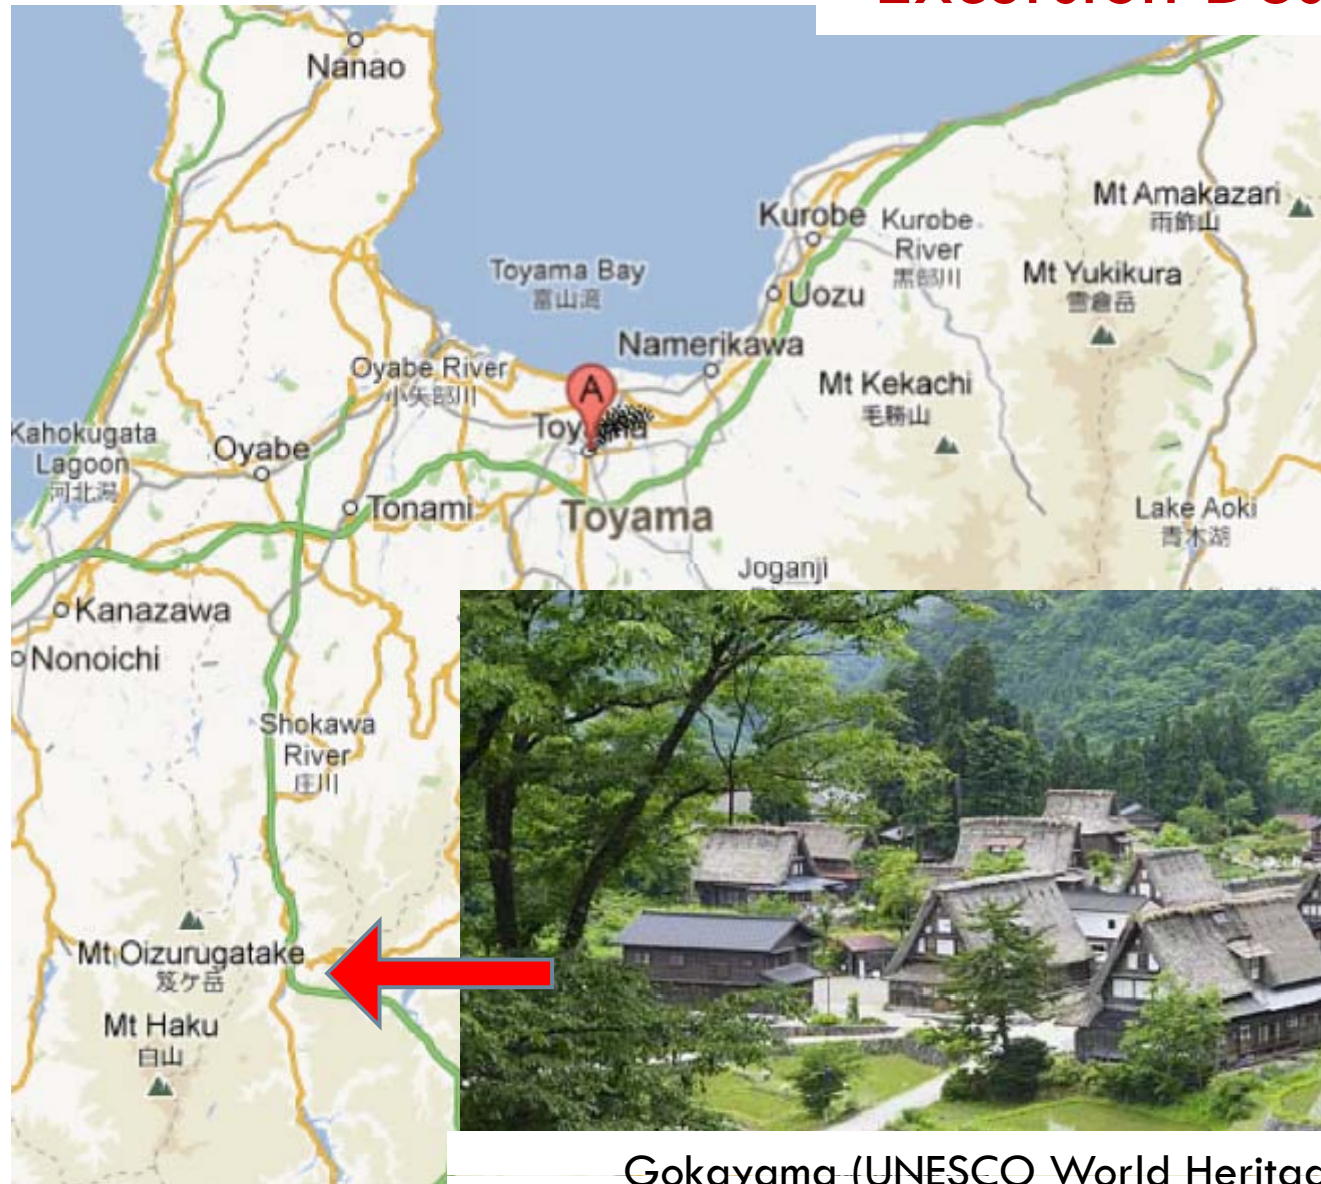 Excursion
Nanao
Mt Amakazari
雨飾山
Kurobe
Kurobe
River
黒部川
Toyama Bay
富山湾
Mt Yukikura
雪倉岳
Uozu
Namerikawa
Oyabe River
小矢部川
Mt Kekachi
毛勝山
A
Kahokugata
Lagoon
河北潟
Oyabe
Tonami
Toyama
Lake Aoki
青木湖
Joganji
Kanazawa
Nonoichi
Shokawa
River
庄川
Mt Oizurugatake
笈ケ岳
Mt Haku
白山
Gokayama (UNESCO World